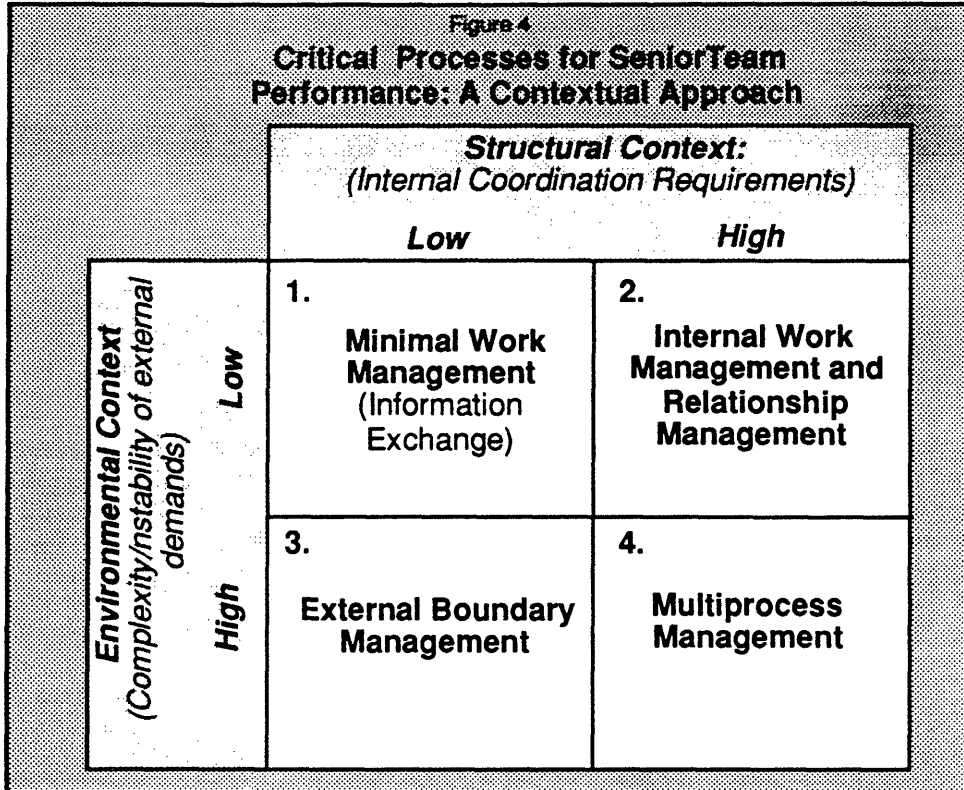 Figure 4
Critical Processes for SeniorTeam
Performance: A Contextual Approach
Structural Context:
(Internal Coordination Requirements)
Low
High
Environmental Context
(Complexity/nstability of external
demands)
Low
High
1.
Minimal Work
Management
(Information
Exchange)
2.
Internal Work
Management and
Relationship
Management
3.
External Boundary
Management
4.
Multiprocess
Management